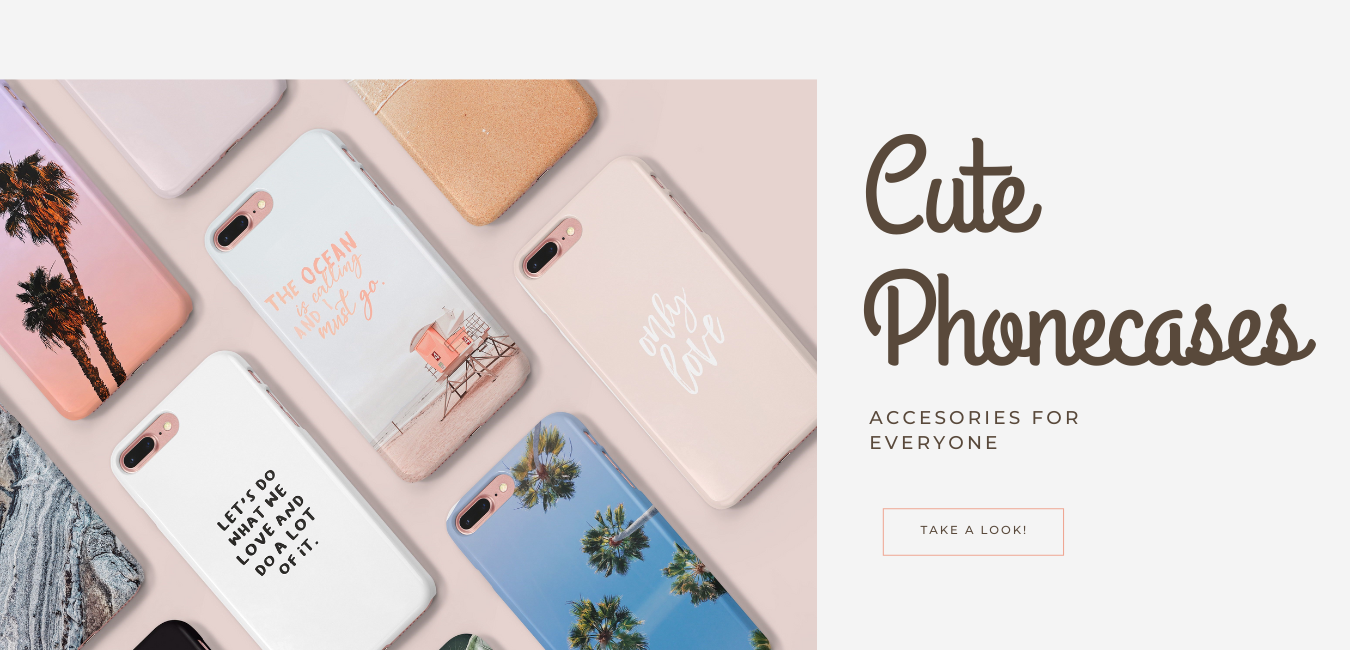 THE OCEAN
is calling
AND I
must go.
only
love
LET'S DO
WHAT WE
LOVE AND
DO A LOT
OF iT.
Cute
Phonecases
ACCESORIES FOR
EVERYONE
TAKE A LOOK!